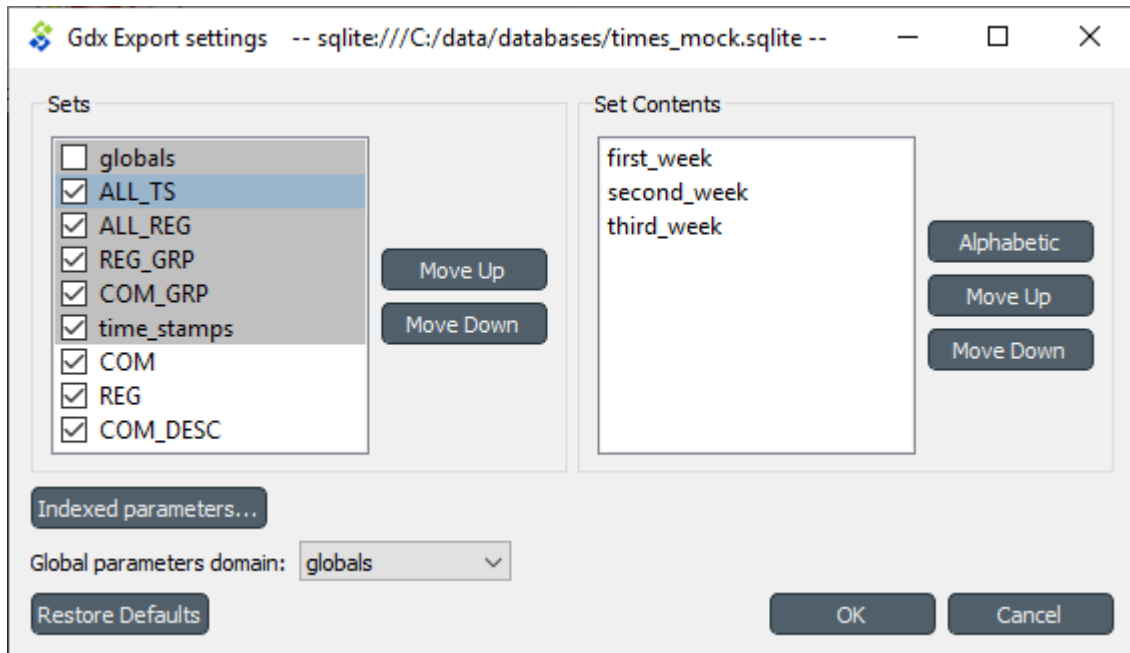 Gdx Export settings -- sqlite:///C:/data/databases/times_mock.sqlite --
Sets
globals
ALL_TS
ALL_REG
REG_GRP
COM_GRP
time_stamps
COM
REG
COM_DESC
Move Up
Move Down
Set Contents
first_week
second_week
third_week
Alphabetic
Move Up
Move Down
Indexed parameters...
Global parameters domain: globals
Restore Defaults
OK
Cancel